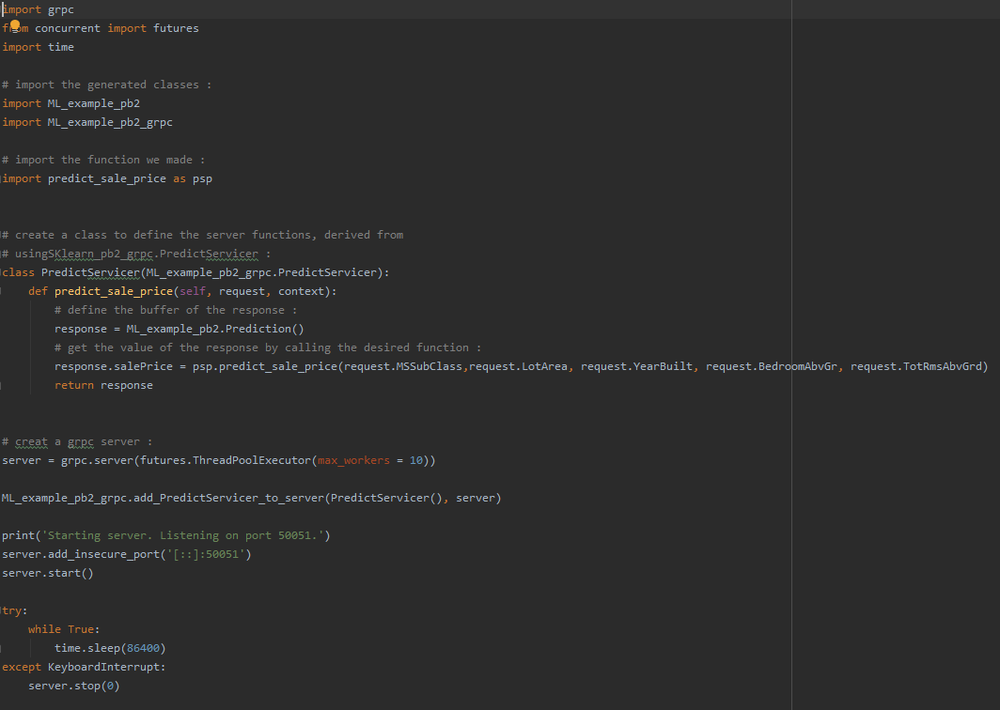 import grpc
from concurrent import futures
import time
# import the generated classes :
import ML_example_pb2
import ML_example_pb2_grpc
# import the function we made :
import predict_sale_price as psp
# create a class to define the server functions, derived from
# usingSKlearn_pb2_grpc.PredictServicer :
class PredictServicer(ML_example_pb2_grpc.PredictServicer):
    def predict_sale_price(self, request, context):
        # define the buffer of the response :
        response = ML_example_pb2.Prediction()
        # get the value of the response by calling the desired function :
        response.salePrice = psp.predict_sale_price(request.MSSubClass,request.LotArea, request.YearBuilt, request.BedroomAbvGr, request.TotRmsAbvGrd)
        return response
# creat a grpc server :
server = grpc.server(futures.ThreadPoolExecutor(max_workers = 10))
ML_example_pb2_grpc.add_PredictServicer_to_server(PredictServicer(), server)
print('Starting server. Listening on port 50051.')
server.add_insecure_port('[::]:50051')
server.start()
try:
    while True:
        time.sleep(86400)
except KeyboardInterrupt:
    server.stop(0)